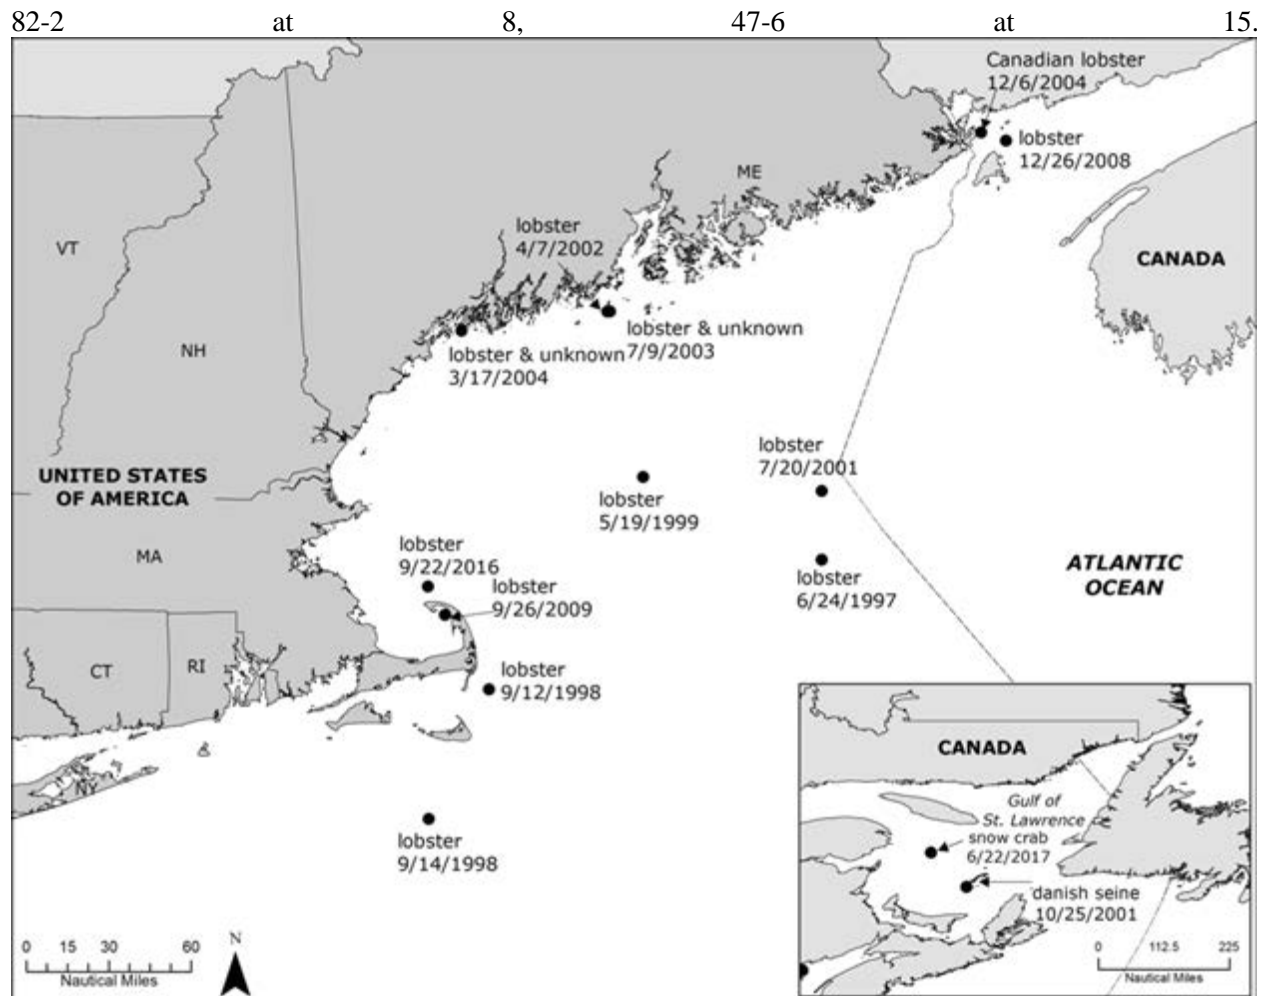 82-2 at 8, 47-6 at 15.
Canadian lobster
12/6/2004
lobster
12/26/2008
ME
lobster
4/7/2002
VT
CANADA
lobster & unknown
7/9/2003
NH
lobster & unknown
3/17/2004
lobster
7/20/2001
UNITED STATES
OF AMERICA
lobster
5/19/1999
MA
lobster
9/22/2016
ATLANTIC
OCEAN
lobster
6/24/1997
lobster
9/26/2009
CT
RI
lobster
9/12/1998
NY
lobster
9/14/1998
CANADA
Gulf of
St. Lawrence
snow crab
6/22/2017
danish seine
10/25/2001
N
0 15 30 60
Nautical Miles
0 112.5 225
Nautical Miles